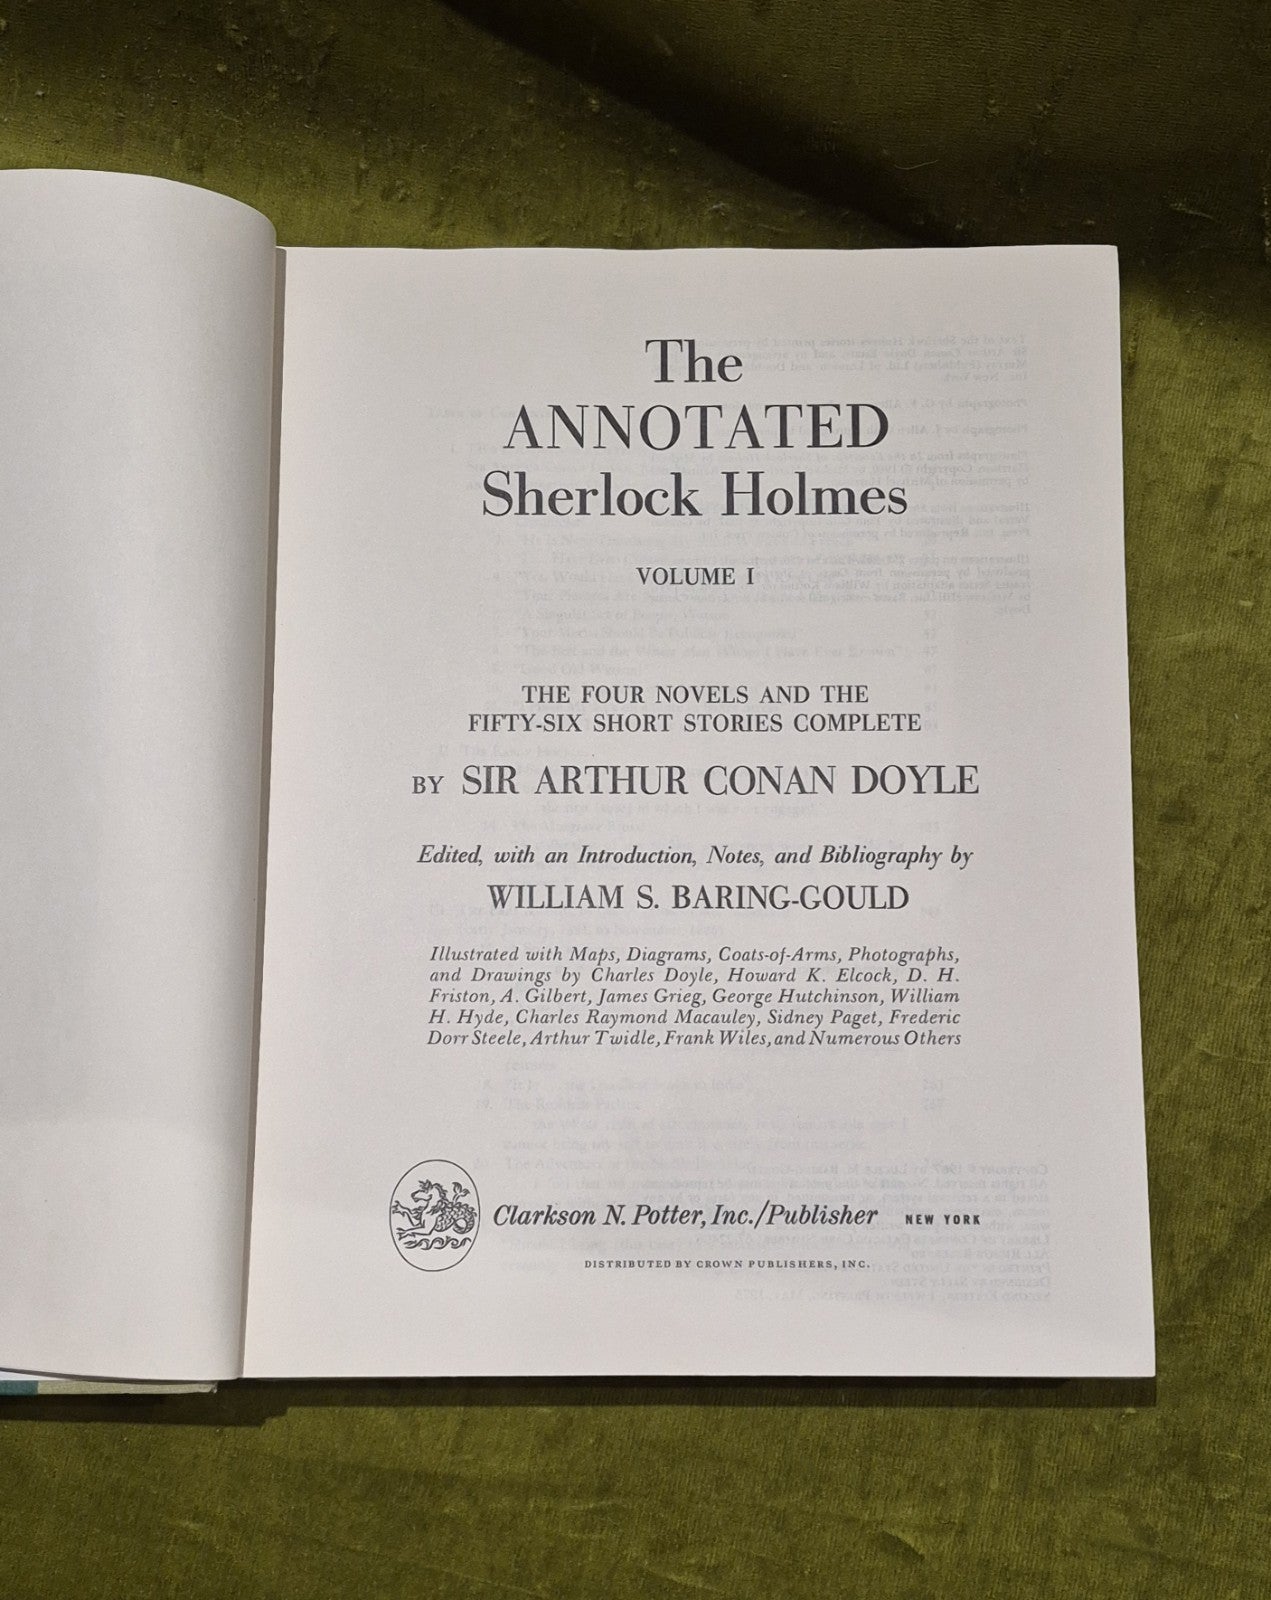 The
ANNOTATED
Sherlock Holmes
VOLUME I
THE FOUR NOVELS AND THE
FIFTY-SIX SHORT STORIES COMPLETE
BY SIR ARTHUR CONAN DOYLE
Edited, with an Introduction, Notes, and Bibliography by
WILLIAM S. BARING-GOULD
Illustrated with Maps, Diagrams, Coats-of-Arms, Photographs,
and Drawings by Charles Doyle, Howard K. Elcock, D. H.
Friston, A. Gilbert, James Grieg, George Hutchinson, William
H. Hyde, Charles Raymond Macauley, Sidney Paget, Frederic
Dorr Steele, Arthur Twidle, Frank Wiles, and Numerous Others
Clarkson N. Potter, Inc./Publisher NEW YORK
DISTRIBUTED BY CROWN PUBLISHERS, INC.